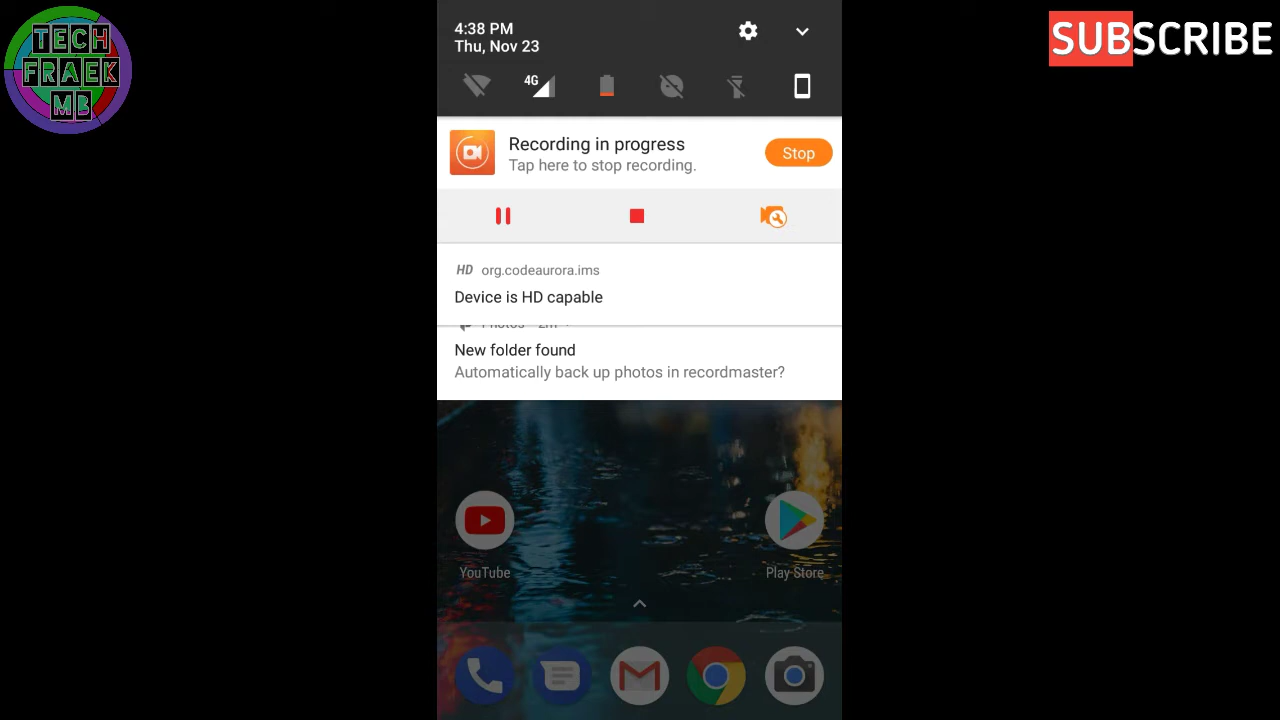 TECH
FRAEK
MB
SUBSCRIBE
4:38 PM
Thu, Nov 23
4G
Recording in progress
Tap here to stop recording.
Stop
HD org.codeaurora.ims
Device is HD capable
Photos 2m
New folder found
Automatically back up photos in recordmaster?
YouTube
Play Store